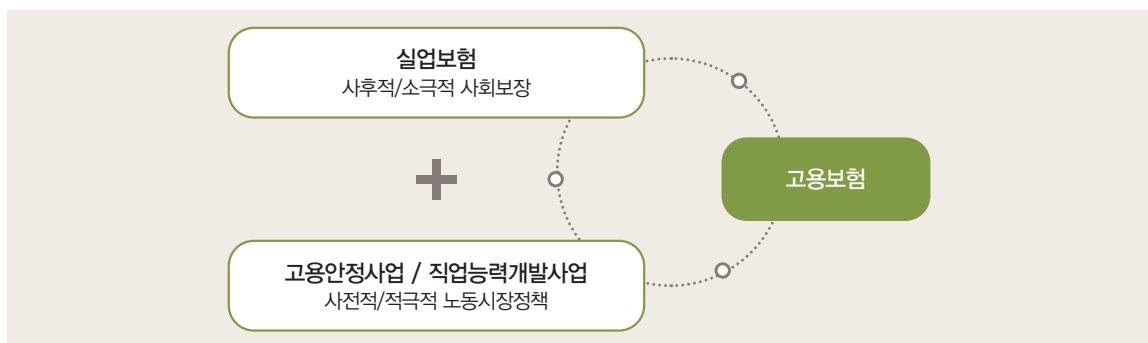 실업보험
사후적/소극적 사회보장
고용보험
고용안정사업 / 직업능력개발사업
사전적/적극적 노동시장정책